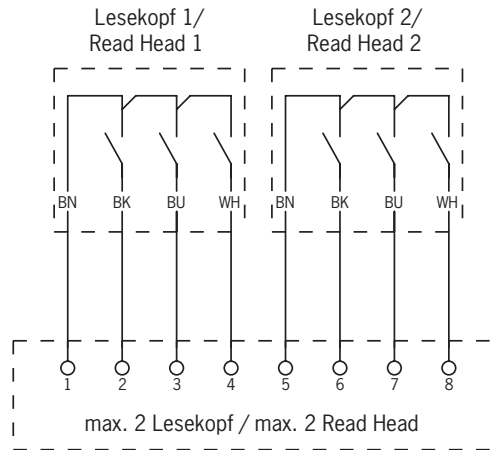 Lesekopf 1/
Read Head 1
Lesekopf 2/
Read Head 2
BN BK BU WH BN BK BU WH
1 2 3 4 5 6 7 8
max. 2 Lesekopf / max. 2 Read Head